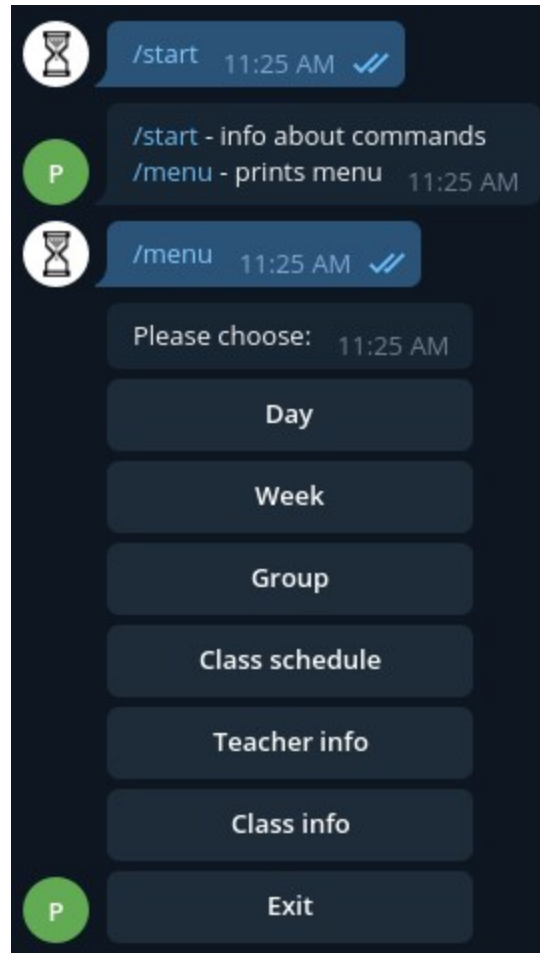 /start 11:25 AM
/start - info about commands
/menu - prints menu 11:25 AM
P
/menu 11:25 AM
Please choose: 11:25 AM
Day
Week
Group
Class schedule
Teacher info
Class info
Exit
P